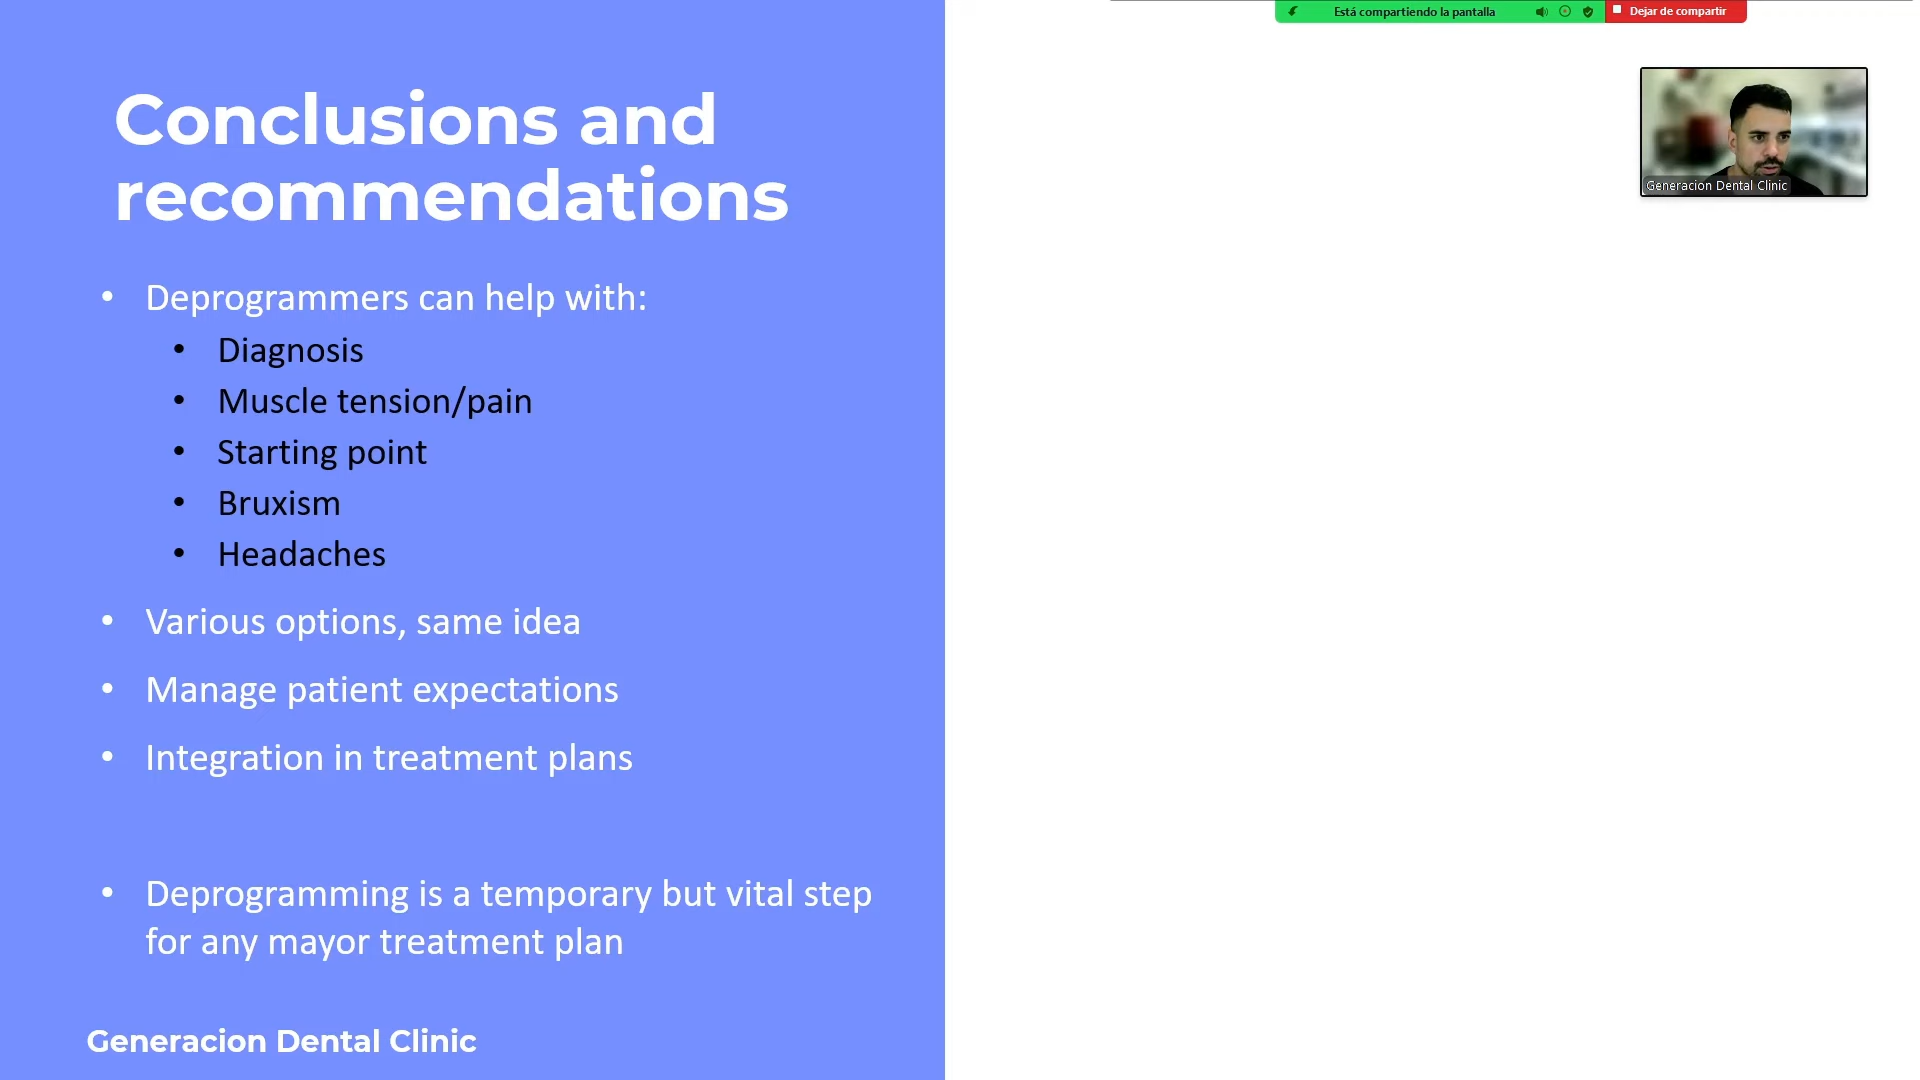 Está compartiendo la pantalla
Dejar de compartir
Conclusions and
recommendations
• Deprogrammers can help with:
• Diagnosis
• Muscle tension/pain
• Starting point
• Bruxism
• Headaches
• Various options, same idea
• Manage patient expectations
• Integration in treatment plans
• Deprogramming is a temporary but vital step
for any mayor treatment plan
Generacion Dental Clinic
Generacion Dental Clinic